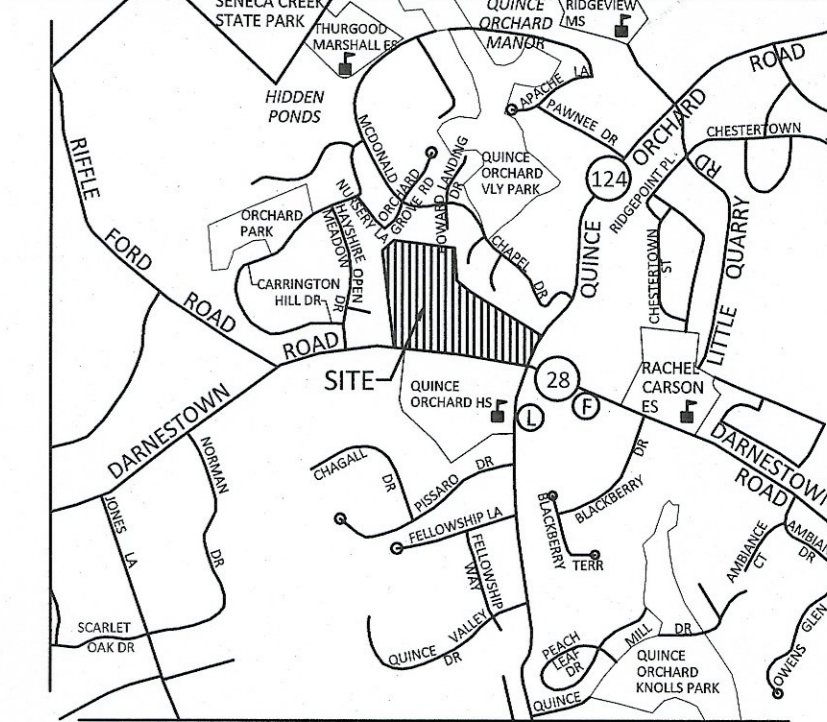 SENECA CREEK
STATE PARK
THURGOOD
MARSHALL ES
QUINCE
ORCHARD
MANOR
RIDGEVIEW
MS
HIDDEN
PONDS
APACHE LA
PAWNEE DR
ORCHARD
ROAD
CHESTERTOWN
RIFFLE
FORD
ROAD
MCDONALD
ORCHARD
GROVE RD
HOWARD LANDING
DR
QUINCE
ORCHARD
VLY PARK
124
RIDGEPOINT PL.
RD
QUARRY
LITTLE
NURSERY LA
ORCHARD
PARK
HAYSHIRE
MEADOW
OPEN
DR
CARRINGTON
HILL DR
CHAPEL
DR
QUINCE
CHESTERTOWN
ST
ROAD
SITE
QUINCE
ORCHARD HS
28
L
F
RACHEL
CARSON
ES
DARNESTOWN
DARNESTOWN
ROAD
NORMAN
DR
CHAGALL
DR
PISSARO DR
FELLOWSHIP LA
FELLOWSHIP
WAY
BLACKBERRY
DR
BLACKBERRY
TERR
JONES
LA
AMBIANCE
CT
AMBIAN
DR
SCARLET
OAK DR
QUINCE VALLEY
DR
PEACH
LEAF
DR
MILL DR
QUINCE
ORCHARD
KNOLLS PARK
OWENS GLEN
QUINCE